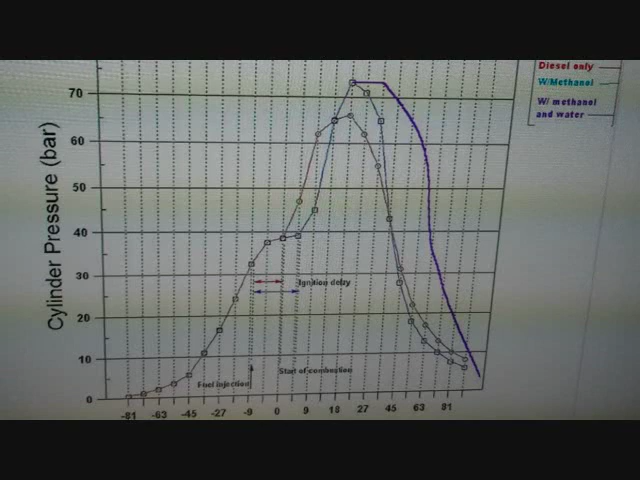 Diesel only
W/Methanol
W/ methanol
and water
Cylinder Pressure (bar)
70
60
50
40
30
20
10
0
Ignition delay
Start of combustion
Fuel injection
-81 -63 -45 -27 -9 0 9 18 27 45 63 81